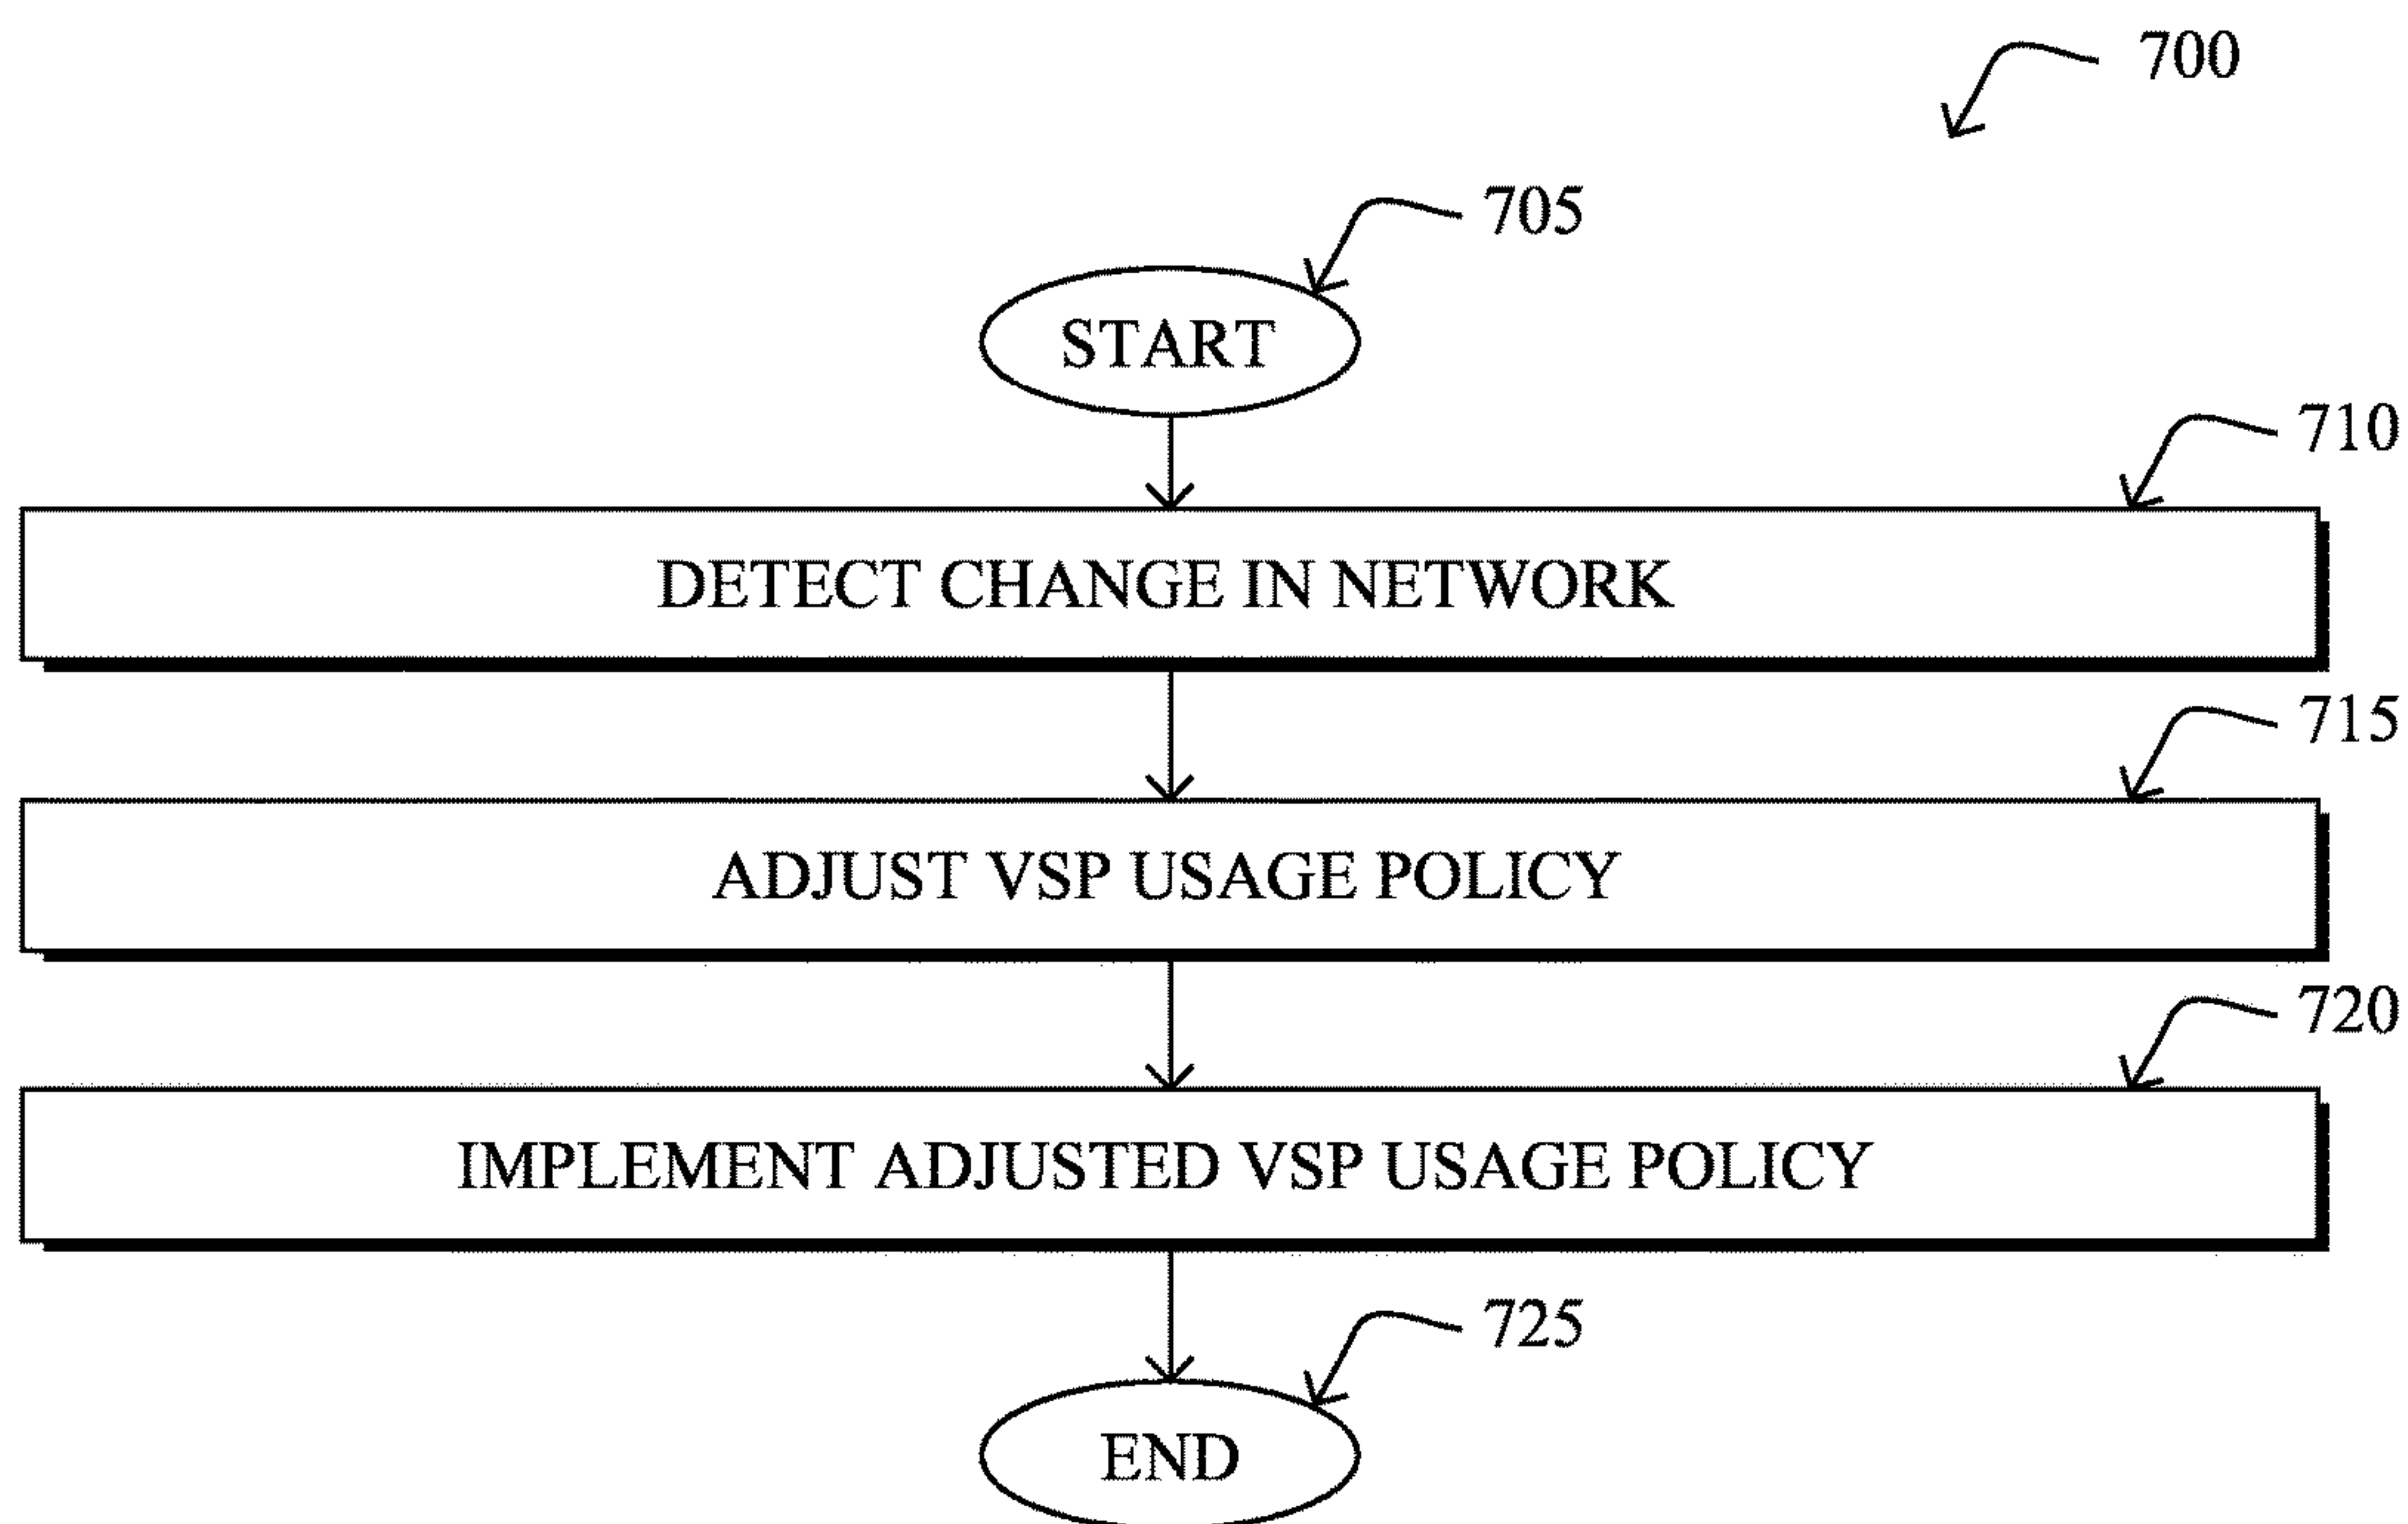 700
705
START
710
DETECT CHANGE IN NETWORK
715
ADJUST VSP USAGE POLICY
720
IMPLEMENT ADJUSTED VSP USAGE POLICY
725
END